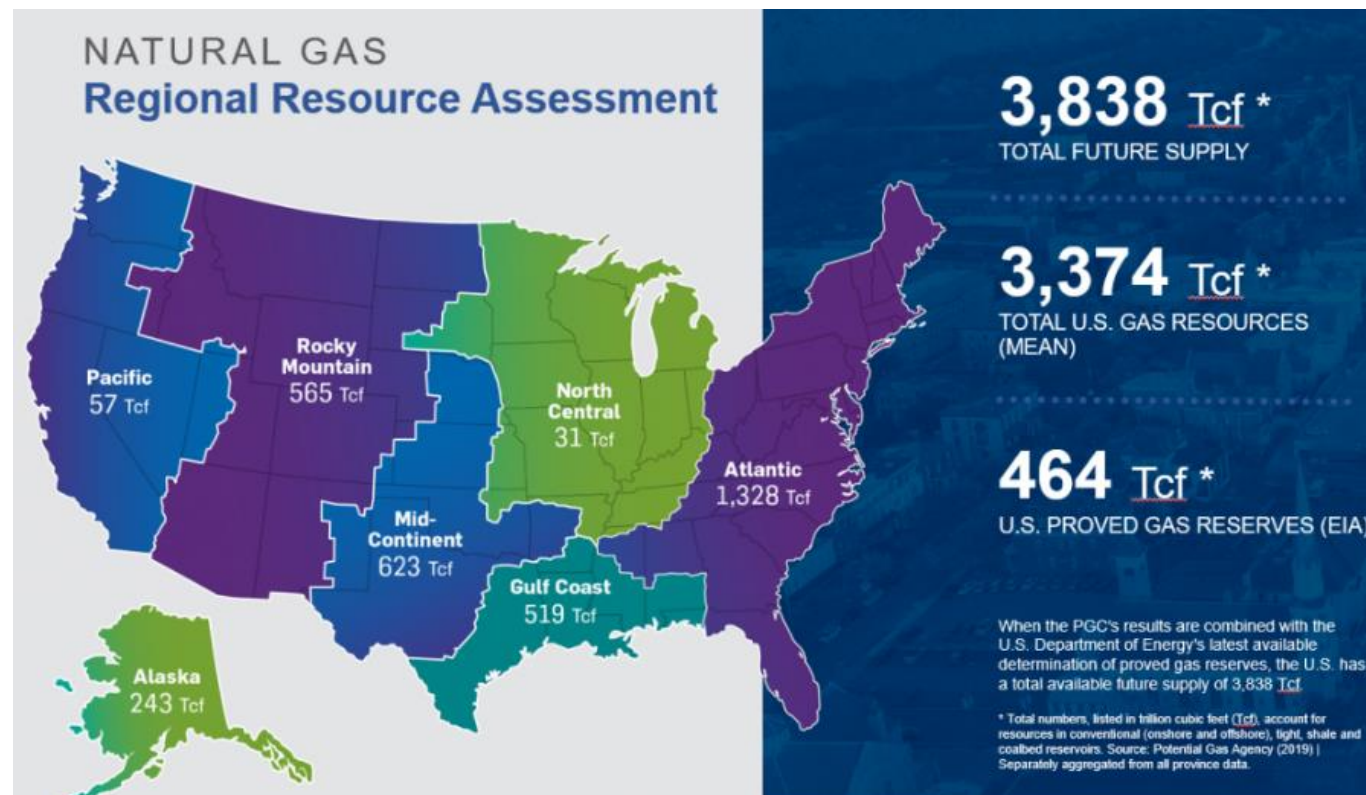 NATURAL GAS
Regional Resource Assessment
Pacific
57 Tcf
Rocky
Mountain
565 Tcf
North
Central
31 Tcf
Atlantic
1,328 Tcf
Mid-
Continent
623 Tcf
Gulf Coast
519 Tcf
Alaska
243 Tcf
3,838 Tcf *
TOTAL FUTURE SUPPLY
3,374 Tcf *
TOTAL U.S. GAS RESOURCES
(MEAN)
464 Tcf *
U.S. PROVED GAS RESERVES (EIA)
When the PGC's results are combined with the
U.S. Department of Energy's latest available
determination of proved gas reserves, the U.S. has
a total available future supply of 3,838 Tcf
* Total numbers, listed in trillion cubic feet (Tcf), account for
resources in conventional (onshore and offshore), tight, shale and
coalbed reservoirs. Source: Potential Gas Agency (2019) |
Separately aggregated from all province data.